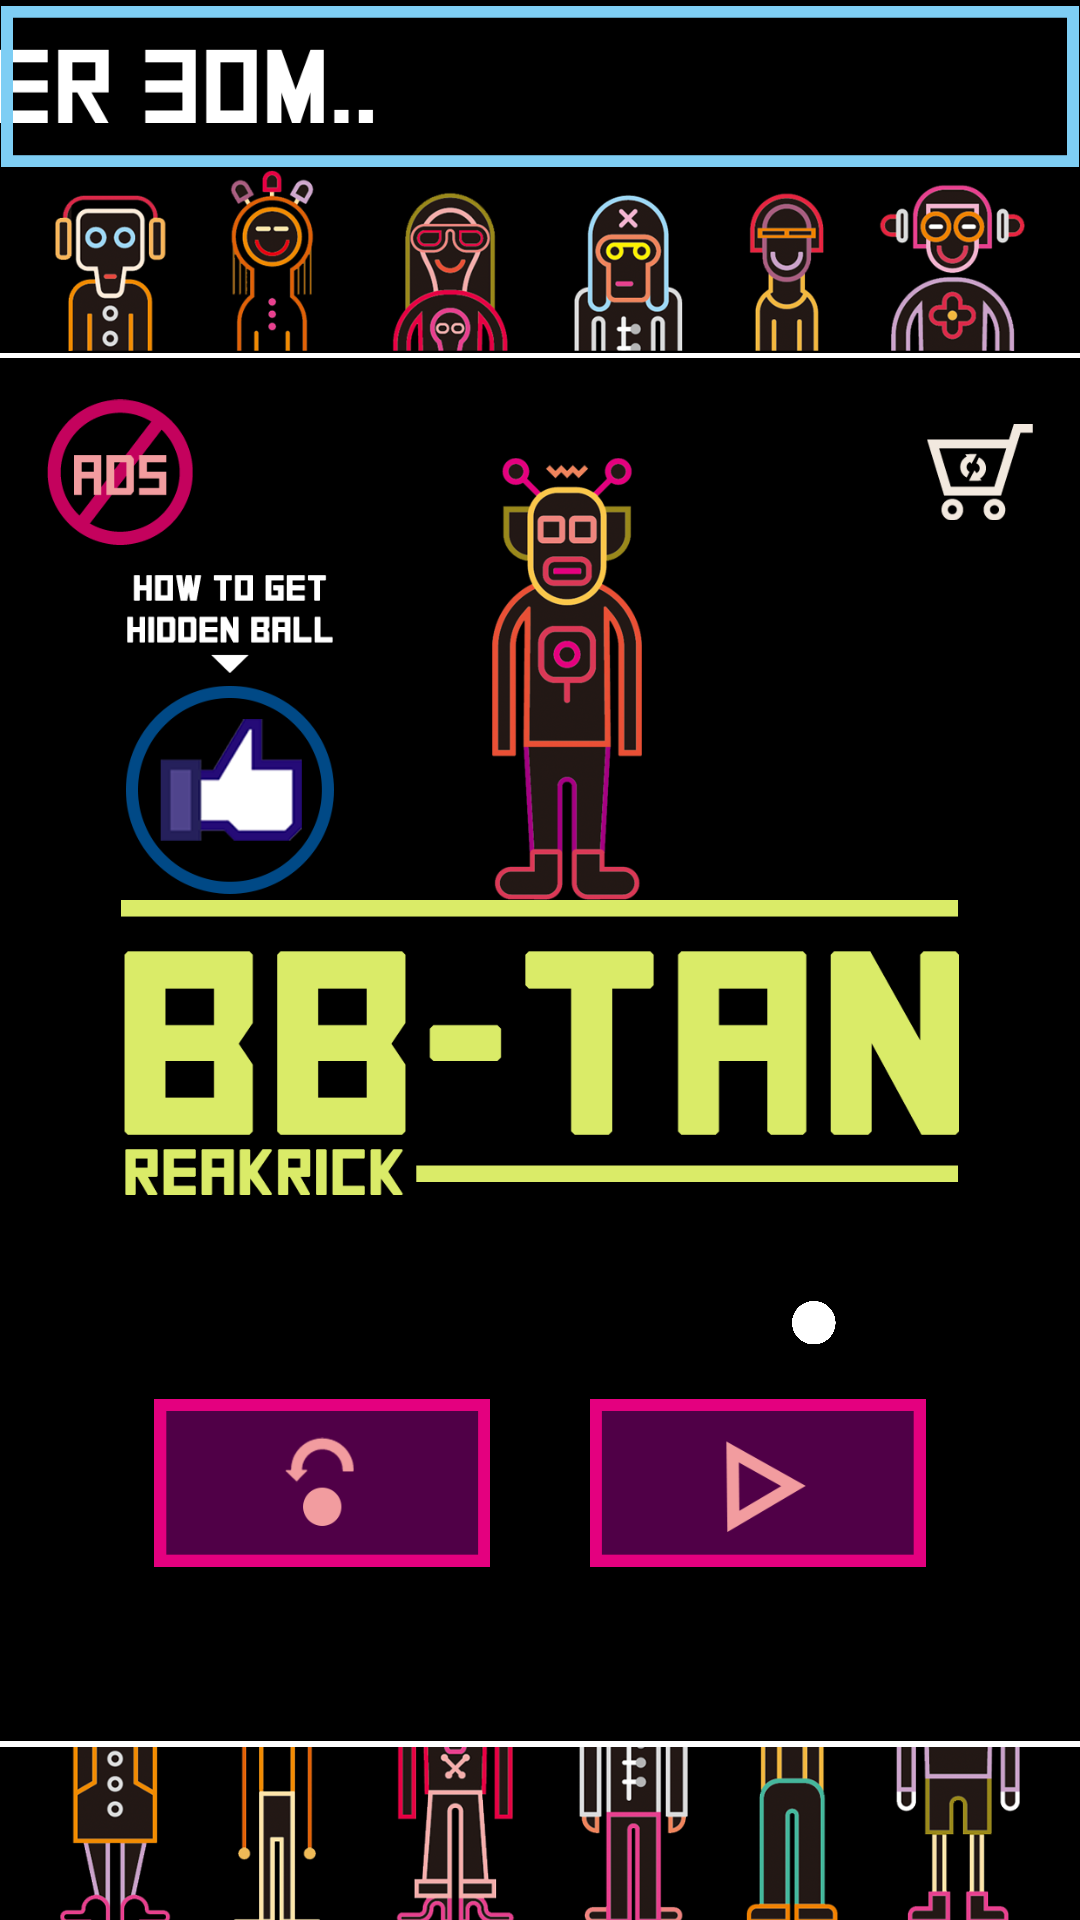 ER 30M..
ADS
HOW TO GET
HIDDEN BALL
BB-TAN
REAKRICK